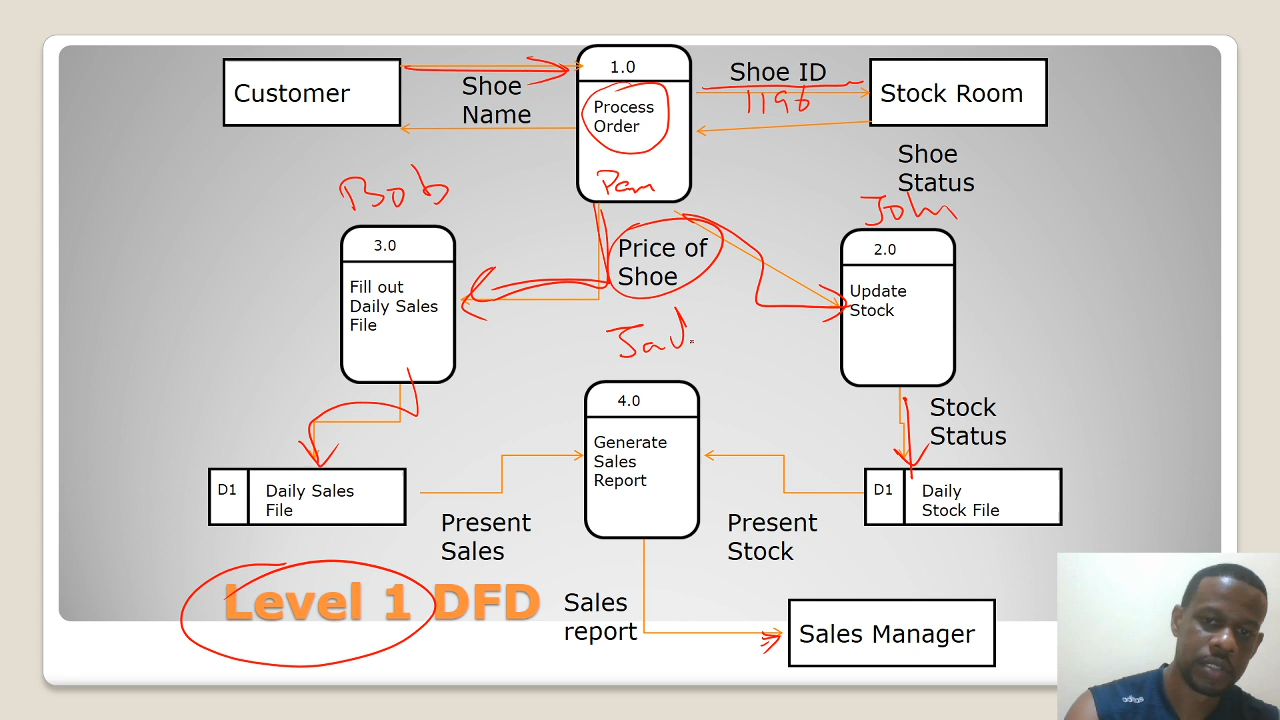 1.0
Customer
Shoe
Name
Process
Order
Pam
Shoe ID
1196
Stock Room
Shoe
Status
Bob
John
3.0
Fill out
Daily Sales
File
Price of
Shoe
2.0
Update
Stock
4.0
Generate
Sales
Report
Stock
Status
D1
Daily Sales
File
Present
Sales
Present
Stock
D1
Daily
Stock File
Level 1 DFD
Sales
report
Sales Manager